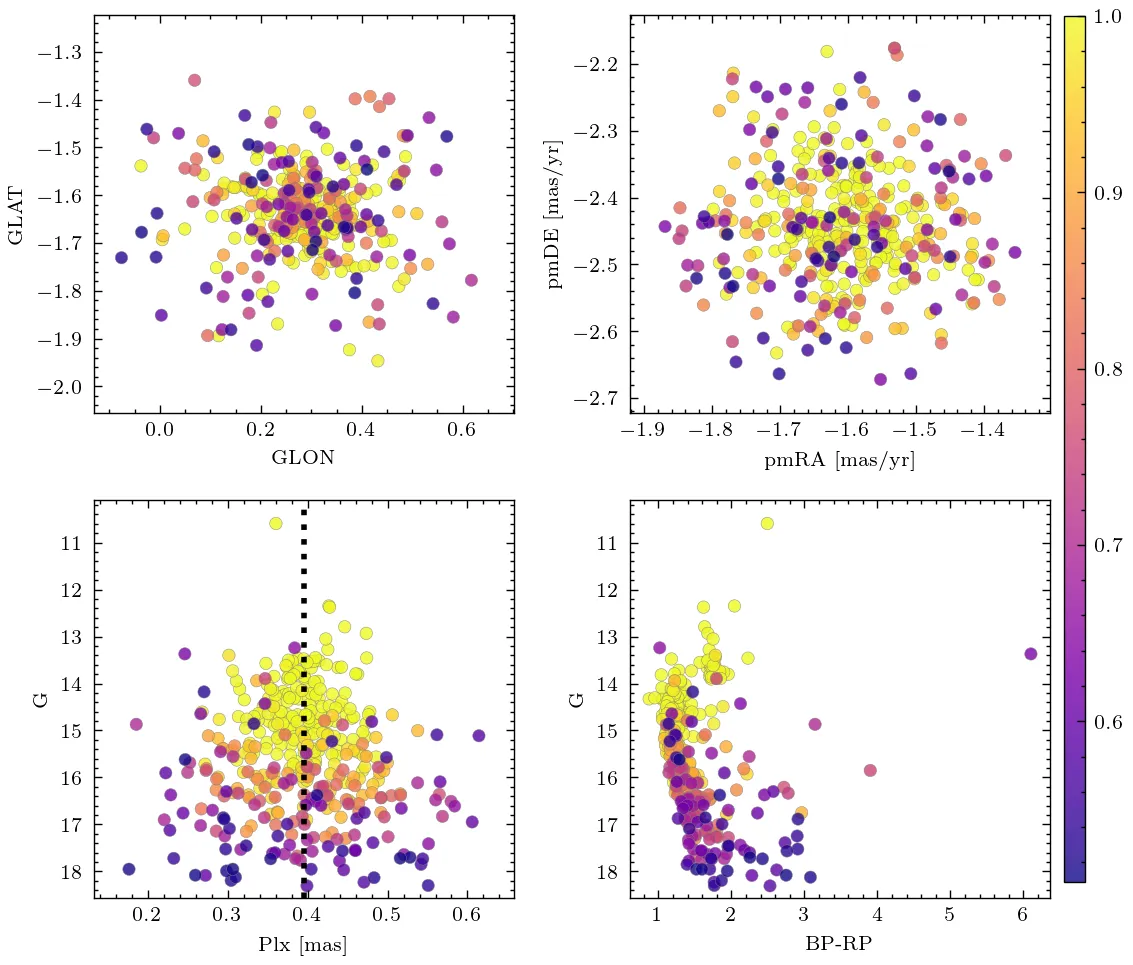 GLAT
−1.3
−1.4
−1.5
−1.6
−1.7
−1.8
−1.9
−2.0
0.0 0.2 0.4 0.6
GLON
pmDE [mas/yr]
−2.2
−2.3
−2.4
−2.5
−2.6
−2.7
−1.9 −1.8 −1.7 −1.6 −1.5 −1.4
pmRA [mas/yr]
1.0
0.9
0.8
0.7
0.6
G
11
12
13
14
15
16
17
18
0.2 0.3 0.4 0.5 0.6
Plx [mas]
G
11
12
13
14
15
16
17
18
1 2 3 4 5 6
BP-RP